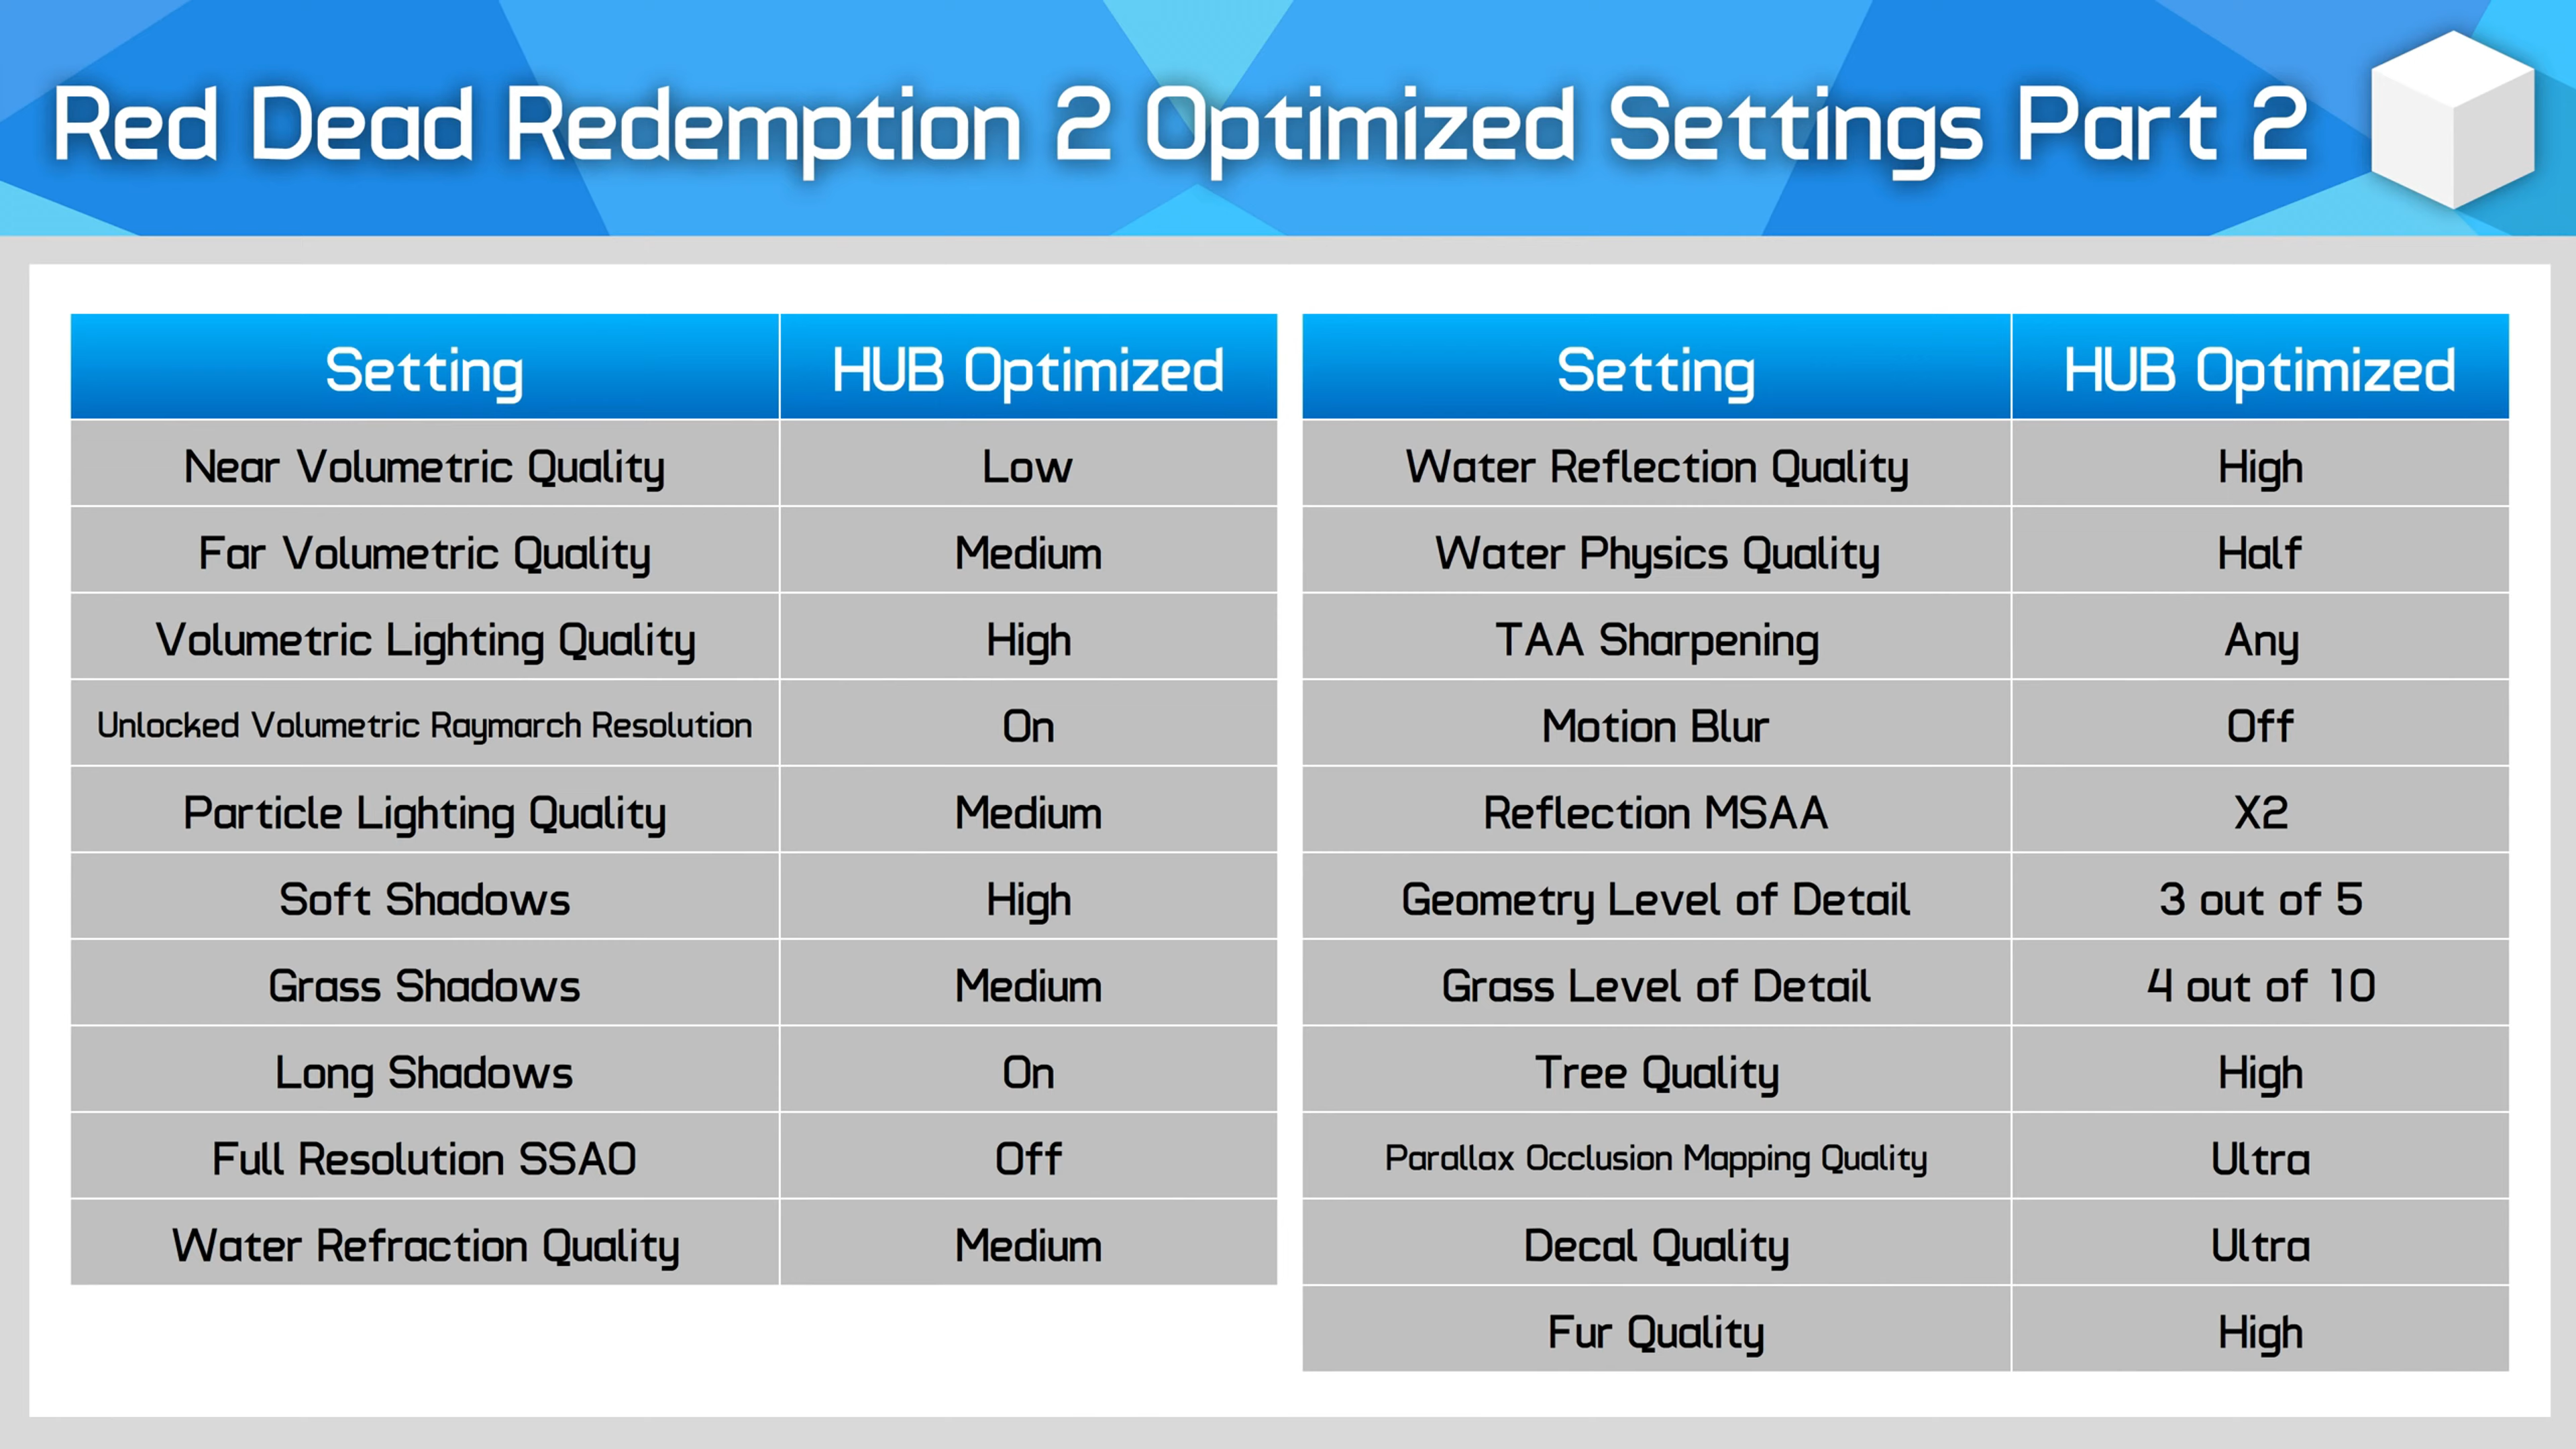 Red Dead Redemption 2 Optimized Settings Part 2
Setting HUB Optimized
Near Volumetric Quality Low
Far Volumetric Quality Medium
Volumetric Lighting Quality High
Unlocked Volumetric Raymarch Resolution On
Particle Lighting Quality Medium
Soft Shadows High
Grass Shadows Medium
Long Shadows On
Full Resolution SSAO Off
Water Refraction Quality Medium
Setting HUB Optimized
Water Reflection Quality High
Water Physics Quality Half
TAA Sharpening Any
Motion Blur Off
Reflection MSAA X2
Geometry Level of Detail 3 out of 5
Grass Level of Detail 4 out of 10
Tree Quality High
Parallax Occlusion Mapping Quality Ultra
Decal Quality Ultra
Fur Quality High